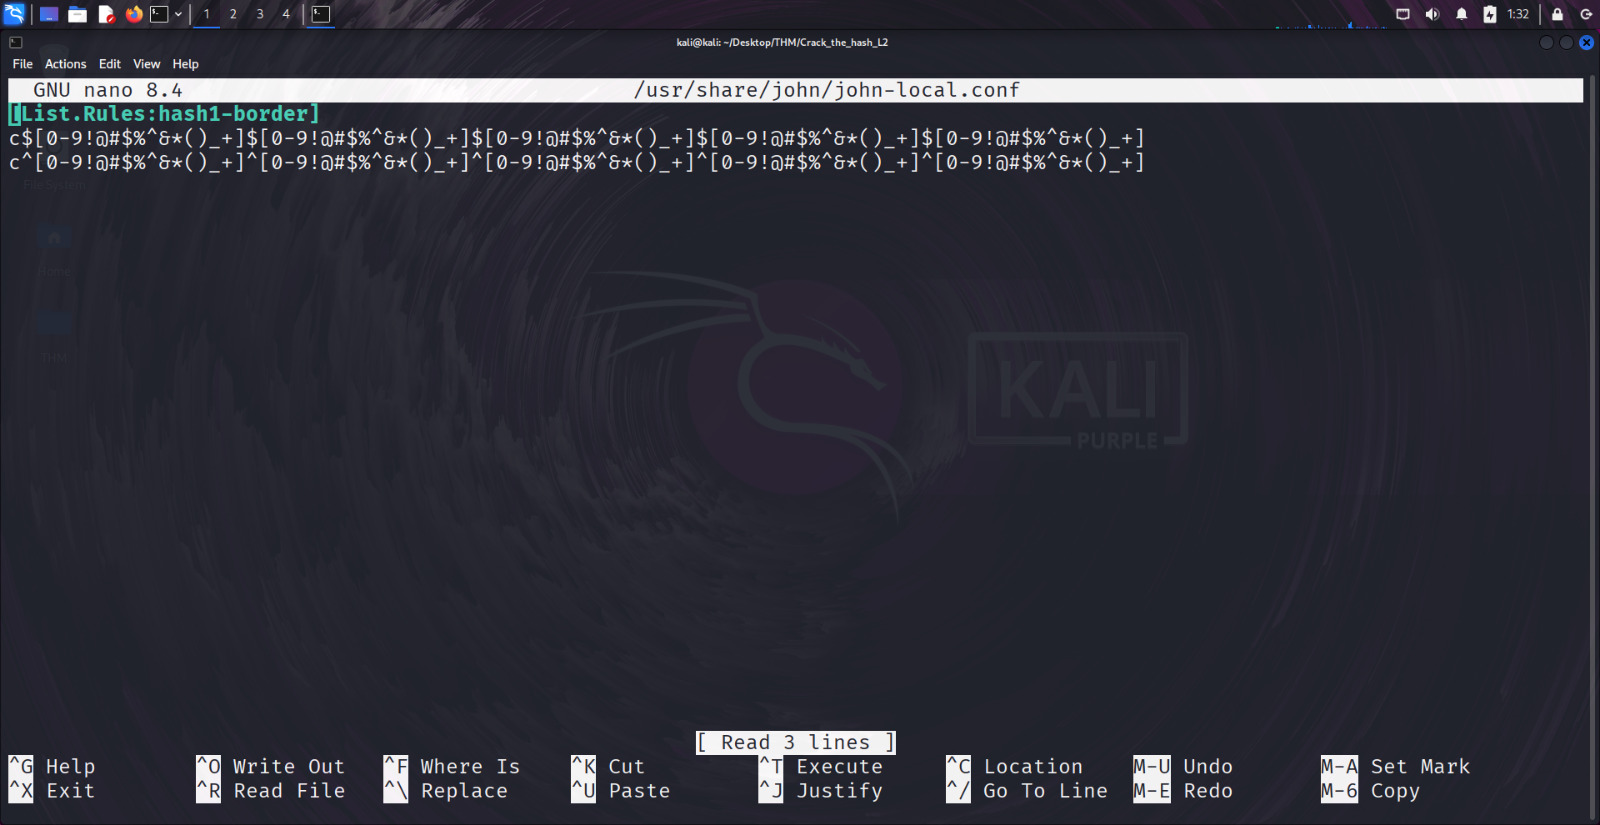 1 2 3 4 1:32
kali@kali: ~/Desktop/THM/Crack_the_hash_L2
File Actions Edit View Help
GNU nano 8.4 /usr/share/john/john-local.conf
[List.Rules:hash1-border]
c$[0-9!@#$%^&*()_+]$[0-9!@#$%^&*()_+]$[0-9!@#$%^&*()_+]$[0-9!@#$%^&*()_+]$[0-9!@#$%^&*()_+]
c^[0-9!@#$%^&*()_+]^[0-9!@#$%^&*()_+]^[0-9!@#$%^&*()_+]^[0-9!@#$%^&*()_+]^[0-9!@#$%^&*()_+]
File System
Home
THM
KALI
PURPLE
[ Read 3 lines ]
^G Help ^O Write Out ^F Where Is ^K Cut ^T Execute ^C Location M-U Undo M-A Set Mark
^X Exit ^R Read File ^\ Replace ^U Paste ^J Justify ^/ Go To Line M-E Redo M-6 Copy